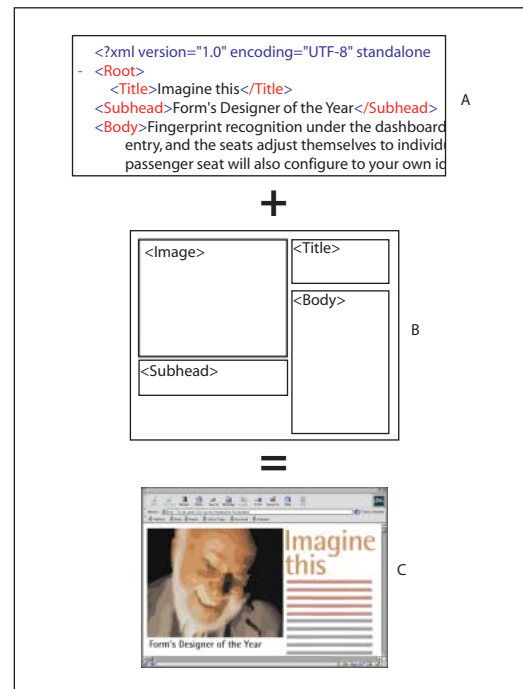 <?xml version="1.0" encoding="UTF-8" standalone
- <Root>
<Title>Imagine this</Title>
<Subhead>Form's Designer of the Year</Subhead>
<Body>Fingerprint recognition under the dashboard
entry, and the seats adjust themselves to individu
passenger seat will also configure to your own
A
+
<Image>
<Title>
<Body>
<Subhead>
B
=
Imagine
this
Form's Designer of the Year
C